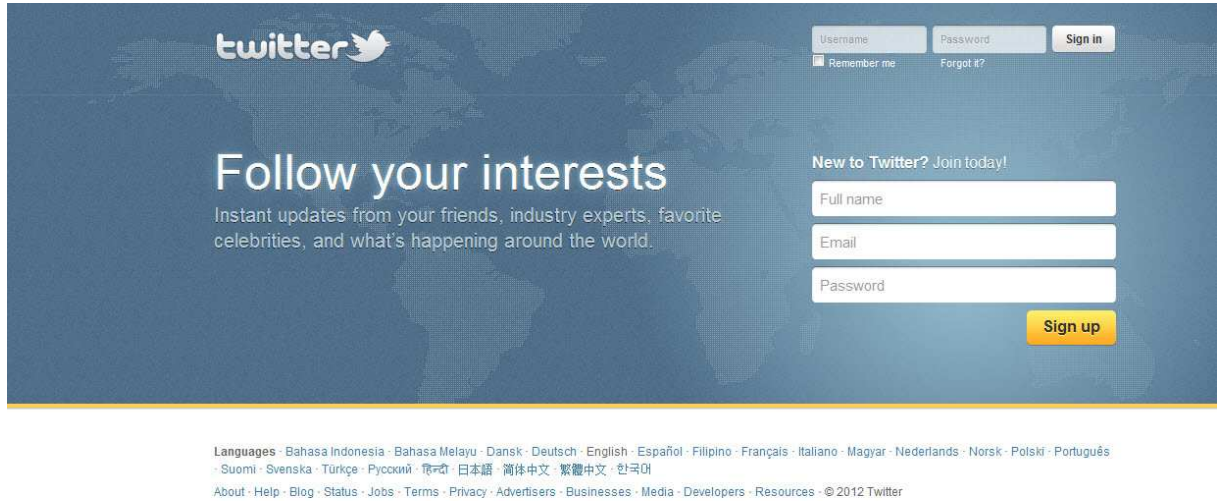 twitter
Username Password Sign in
Remember me Forgot it?
Follow your interests
Instant updates from your friends, industry experts, favorite
celebrities, and what's happening around the world.
New to Twitter? Join today!
Full name
Email
Password
Sign up
Languages · Bahasa Indonesia · Bahasa Melayu · Dansk · Deutsch · English · Español · Filipino · Français · Italiano · Magyar · Nederlands · Norsk · Polski · Português
· Suomi · Svenska · Türkçe · Русский · हिन्दी · 日本語 · 简体中文 · 繁體中文 · 한국어
About · Help · Blog · Status · Jobs · Terms · Privacy · Advertisers · Businesses · Media · Developers · Resources · © 2012 Twitter